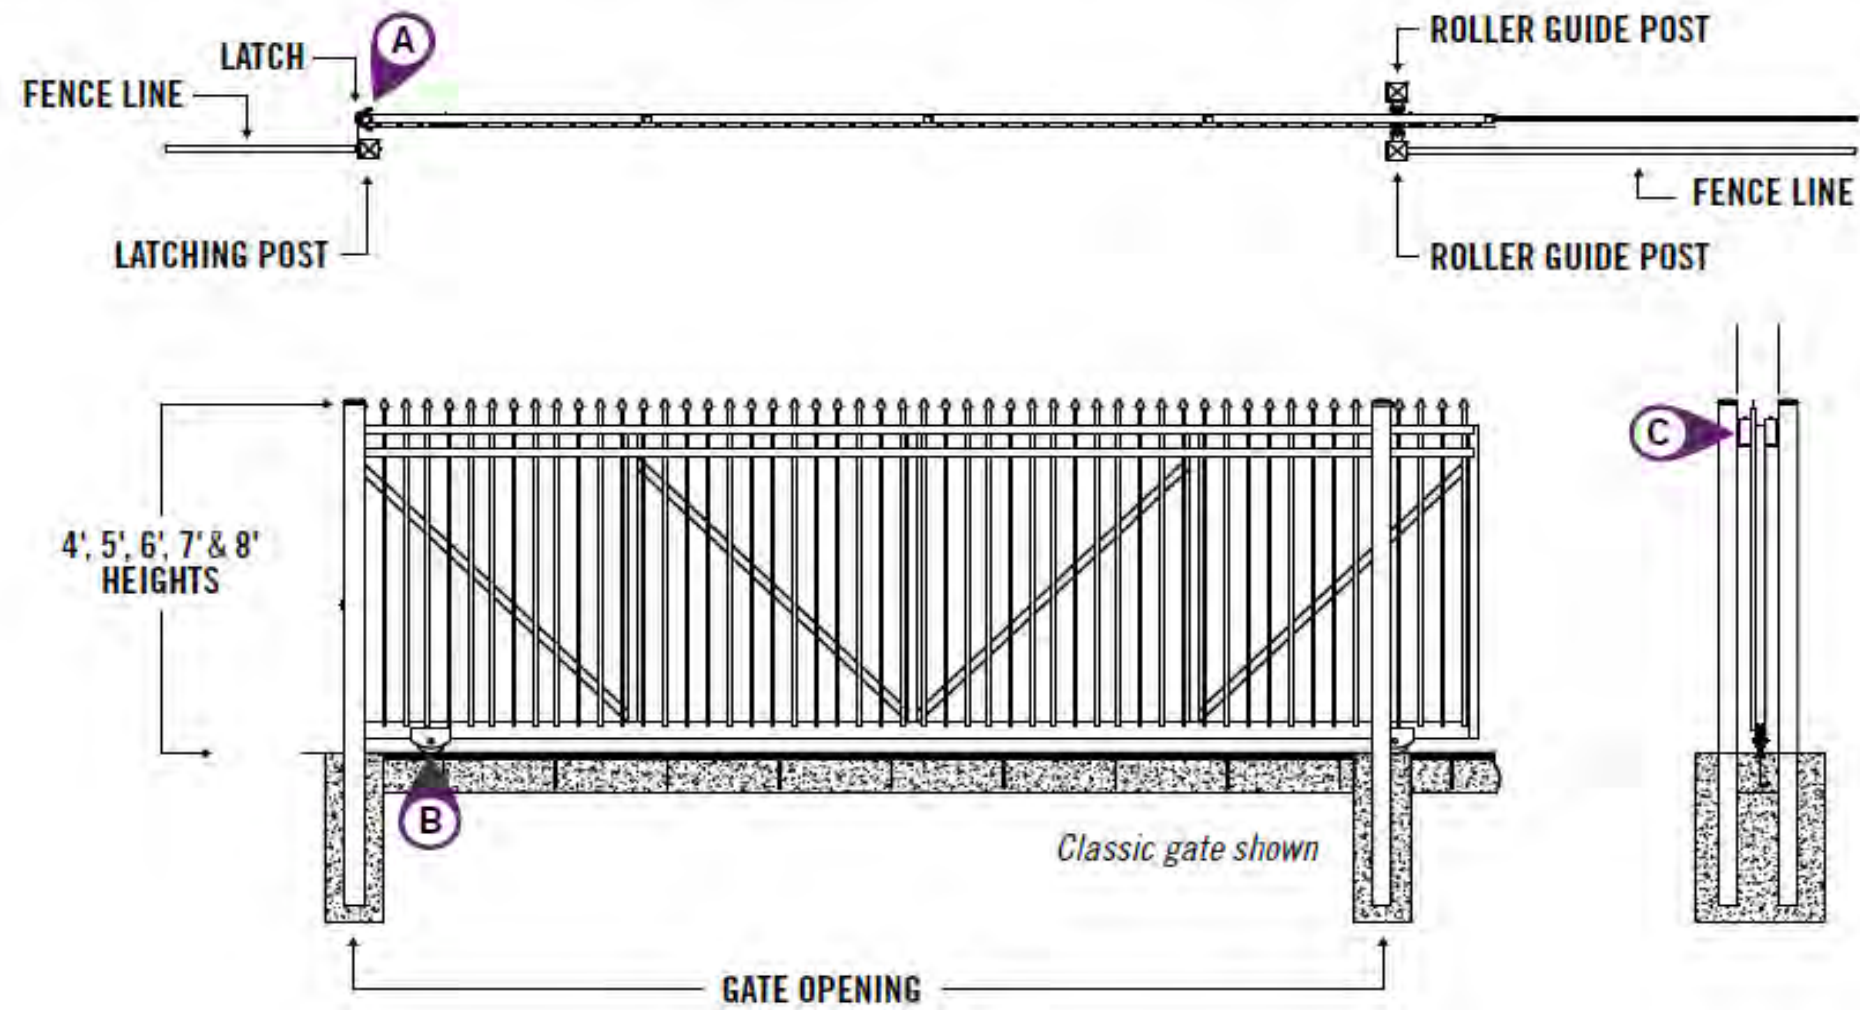 ROLLER GUIDE POST
A
LATCH
FENCE LINE
FENCE LINE
LATCHING POST
ROLLER GUIDE POST
C
4', 5', 6', 7' & 8'
HEIGHTS
B
Classic gate shown
GATE OPENING